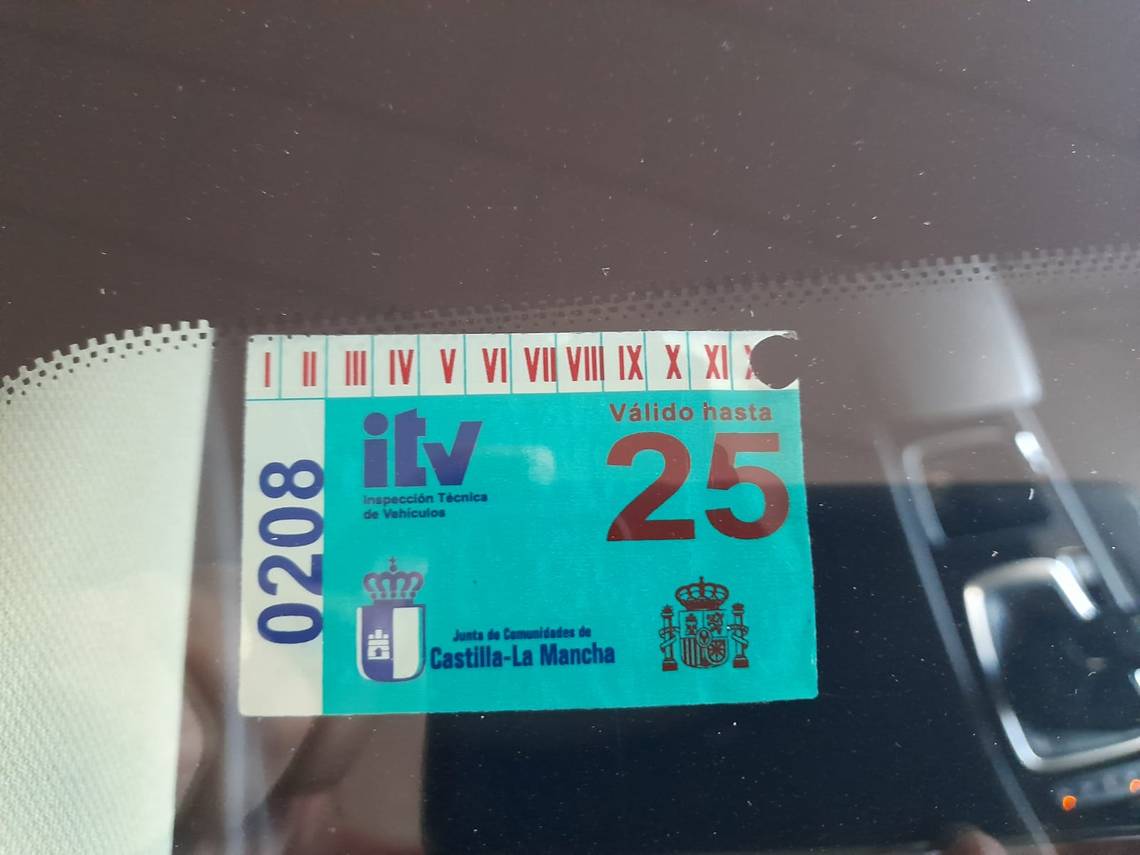 I II III IV V VI VII VIII IX X XI
Válido hasta
25
itv
Inspección Técnica
de Vehículos
0208
Junta de Comunidades de
Castilla-La Mancha